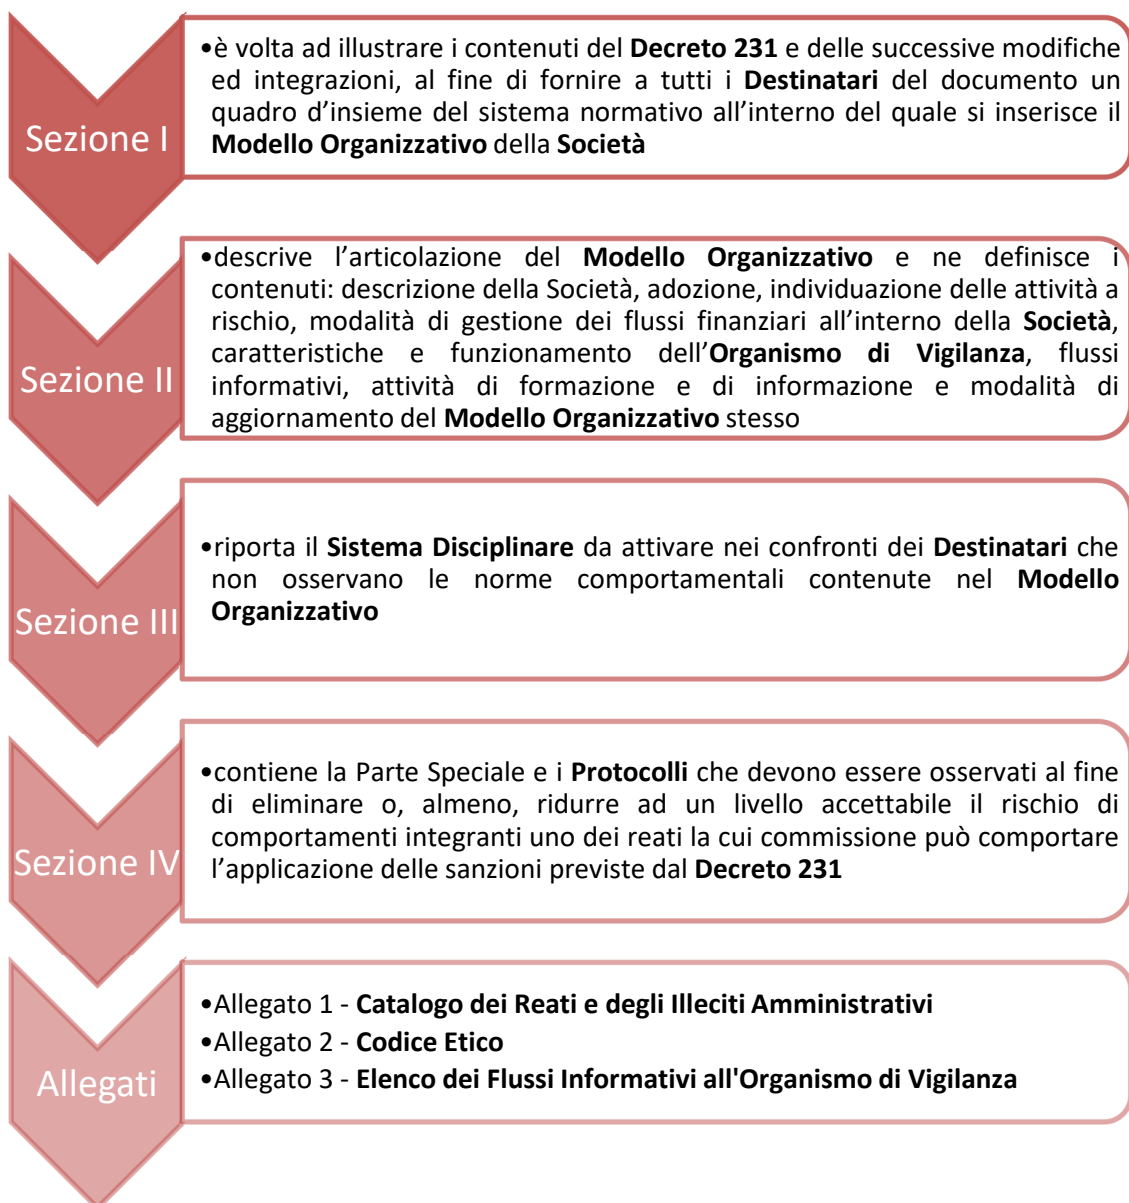 Sezione I
•è volta ad illustrare i contenuti del Decreto 231 e delle successive modifiche
ed integrazioni, al fine di fornire a tutti i Destinatari del documento un
quadro d’insieme del sistema normativo all’interno del quale si inserisce il
Modello Organizzativo della Società
Sezione II
•descrive l’articolazione del Modello Organizzativo e ne definisce i
contenuti: descrizione della Società, adozione, individuazione delle attività a
rischio, modalità di gestione dei flussi finanziari all’interno della Società,
caratteristiche e funzionamento dell’Organismo di Vigilanza, flussi
informativi, attività di formazione e di informazione e modalità di
aggiornamento del Modello Organizzativo stesso
Sezione III
•riporta il Sistema Disciplinare da attivare nei confronti dei Destinatari che
non osservano le norme comportamentali contenute nel Modello
Organizzativo
Sezione IV
•contiene la Parte Speciale e i Protocolli che devono essere osservati al fine
di eliminare o, almeno, ridurre ad un livello accettabile il rischio di
comportamenti integranti uno dei reati la cui commissione può comportare
l’applicazione delle sanzioni previste dal Decreto 231
Allegati
•Allegato 1 - Catalogo dei Reati e degli Illeciti Amministrativi
•Allegato 2 - Codice Etico
•Allegato 3 - Elenco dei Flussi Informativi all'Organismo di Vigilanza